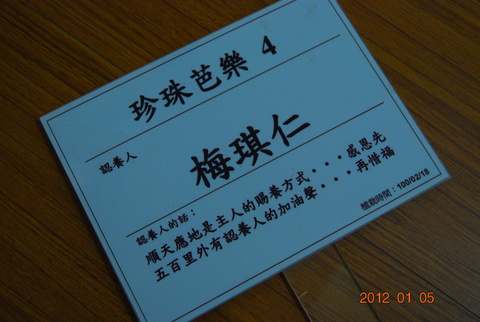 珍珠芭樂 4
認養人
梅琪仁
認養人的話：
順天應地是主人的賜養方式···感恩先
五百里外有認養人的加油聲···再惜福
種栽時間：100/02/18
2012 01 05